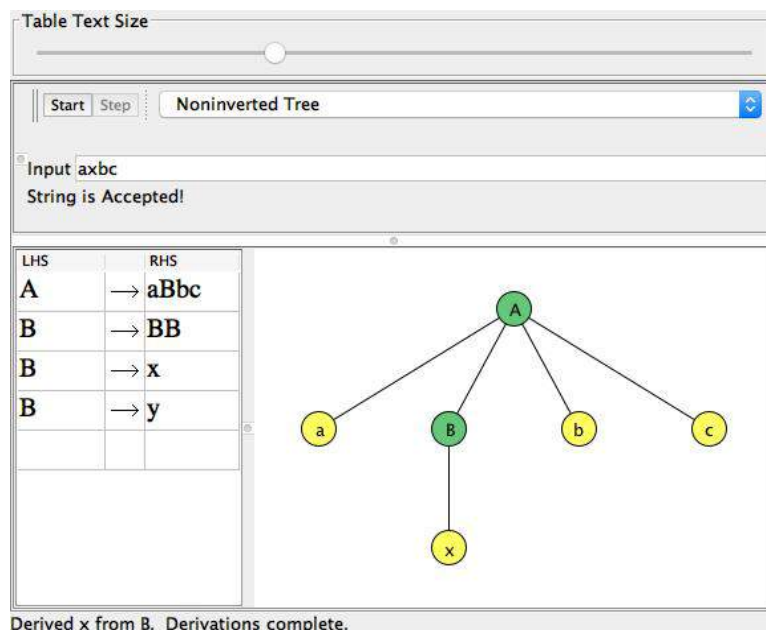 Table Text Size
Start Step Noninverted Tree
Input axbc
String is Accepted!
LHS RHS
A → aBbc
B → BB
B → x
B → y
A
a B b c
x
Derived x from B. Derivations complete.